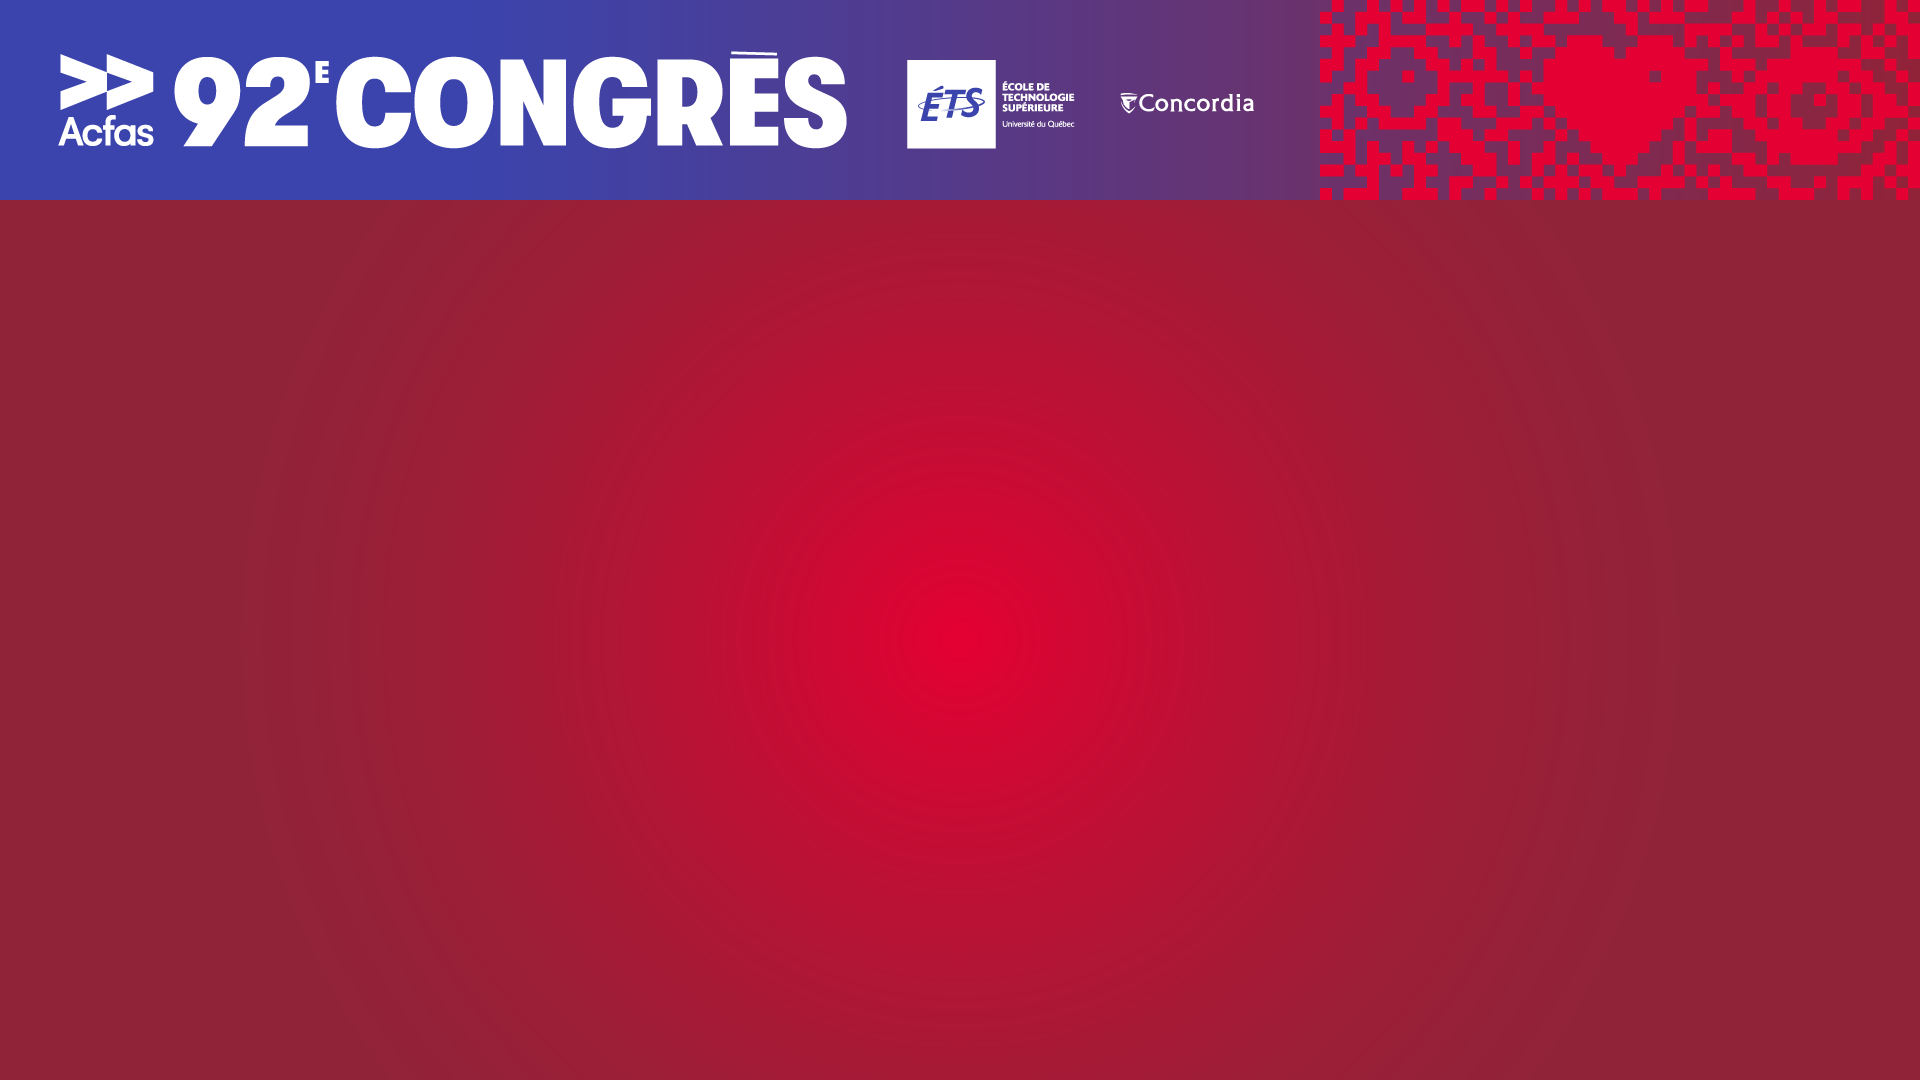 Acfas
92E CONGRÈS
ÉTS
ÉCOLE DE
TECHNOLOGIE
SUPÉRIEURE
Université du Québec
Concordia